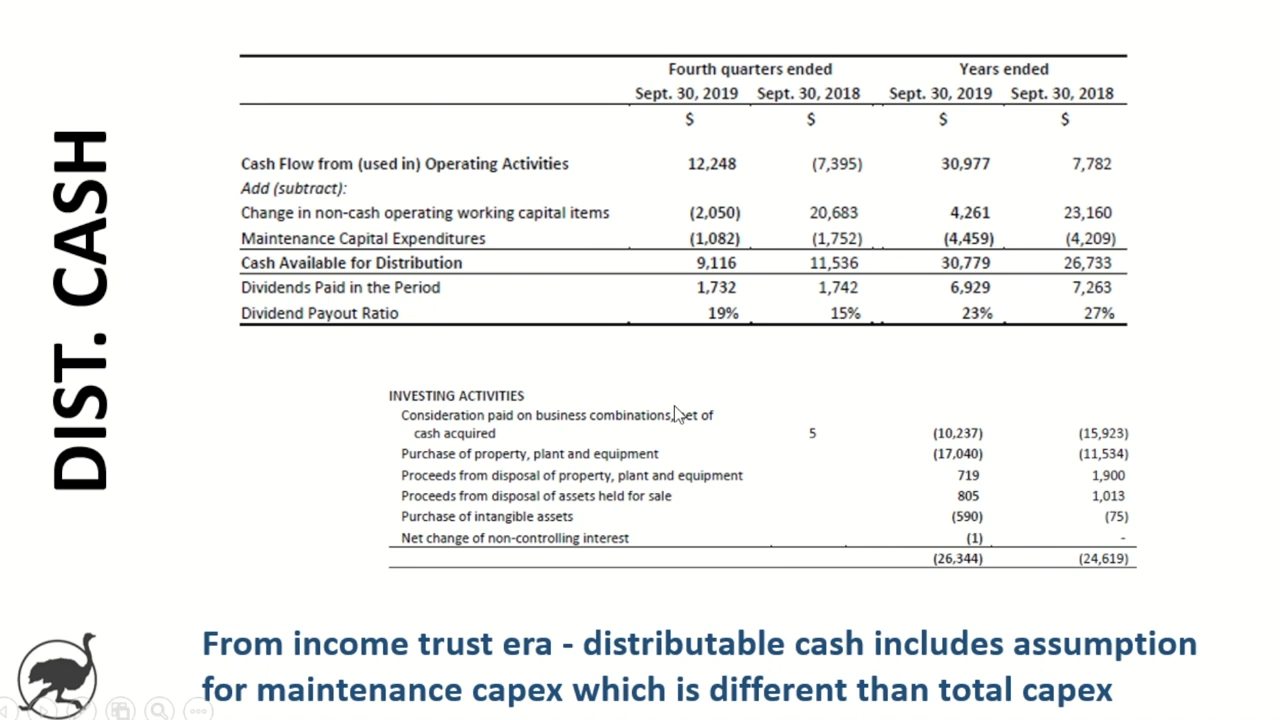 DIST. CASH
Fourth quarters ended Years ended
Sept. 30, 2019 Sept. 30, 2018 Sept. 30, 2019 Sept. 30, 2018
$ $ $ $
Cash Flow from (used in) Operating Activities 12,248 (7,395) 30,977 7,782
Add (subtract):
Change in non-cash operating working capital items (2,050) 20,683 4,261 23,160
Maintenance Capital Expenditures (1,082) (1,752) (4,459) (4,209)
Cash Available for Distribution 9,116 11,536 30,779 26,733
Dividends Paid in the Period 1,732 1,742 6,929 7,263
Dividend Payout Ratio 19% 15% 23% 27%
INVESTING ACTIVITIES
Consideration paid on business combinations, net of
cash acquired 5 (10,237) (15,923)
Purchase of property, plant and equipment (17,040) (11,534)
Proceeds from disposal of property, plant and equipment 719 1,900
Proceeds from disposal of assets held for sale 805 1,013
Purchase of intangible assets (590) (75)
Net change of non-controlling interest (1) -
(26,344) (24,619)
From income trust era - distributable cash includes assumption
for maintenance capex which is different than total capex